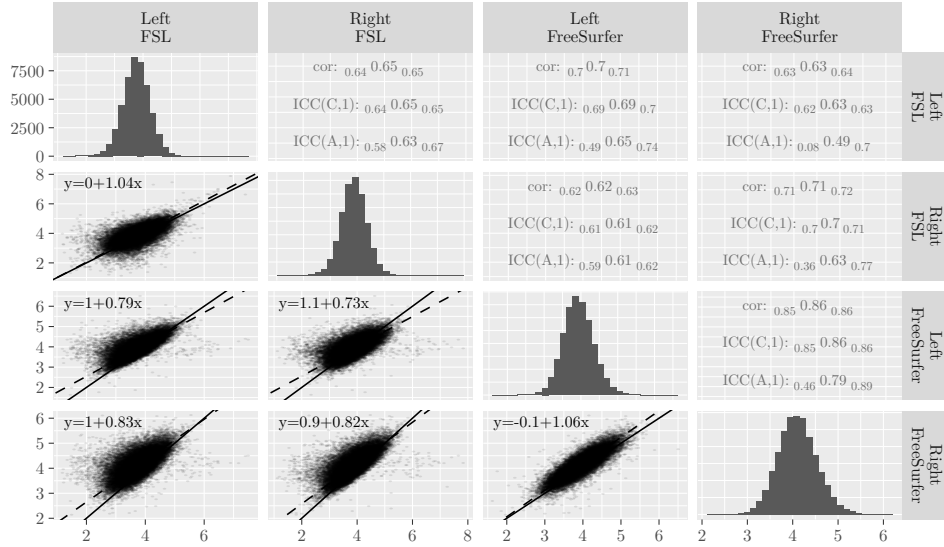 Left Right Left Right
FSL FSL FreeSurfer FreeSurfer
7500
5000
2500
0
cor: 0.64 0.65 0.65
ICC(C,1): 0.64 0.65 0.65
ICC(A,1): 0.58 0.63 0.67
cor: 0.7 0.7 0.71
ICC(C,1): 0.69 0.69 0.7
ICC(A,1): 0.49 0.65 0.74
cor: 0.63 0.63 0.64
ICC(C,1): 0.62 0.63 0.63
ICC(A,1): 0.08 0.49 0.7
Left
FSL
8
6
4
2
y=0+1.04x
cor: 0.62 0.62 0.63
ICC(C,1): 0.61 0.61 0.62
ICC(A,1): 0.59 0.61 0.62
cor: 0.71 0.71 0.72
ICC(C,1): 0.7 0.7 0.71
ICC(A,1): 0.36 0.63 0.77
Right
FSL
6
5
4
3
2
y=1+0.79x
y=1.1+0.73x
cor: 0.85 0.86 0.86
ICC(C,1): 0.85 0.86 0.86
ICC(A,1): 0.46 0.79 0.89
Left
FreeSurfer
6
5
4
3
2
y=1+0.83x
y=0.9+0.82x
y=-0.1+1.06x
Right
FreeSurfer
2 4 6
2 4 6 8
2 3 4 5 6
2 3 4 5 6